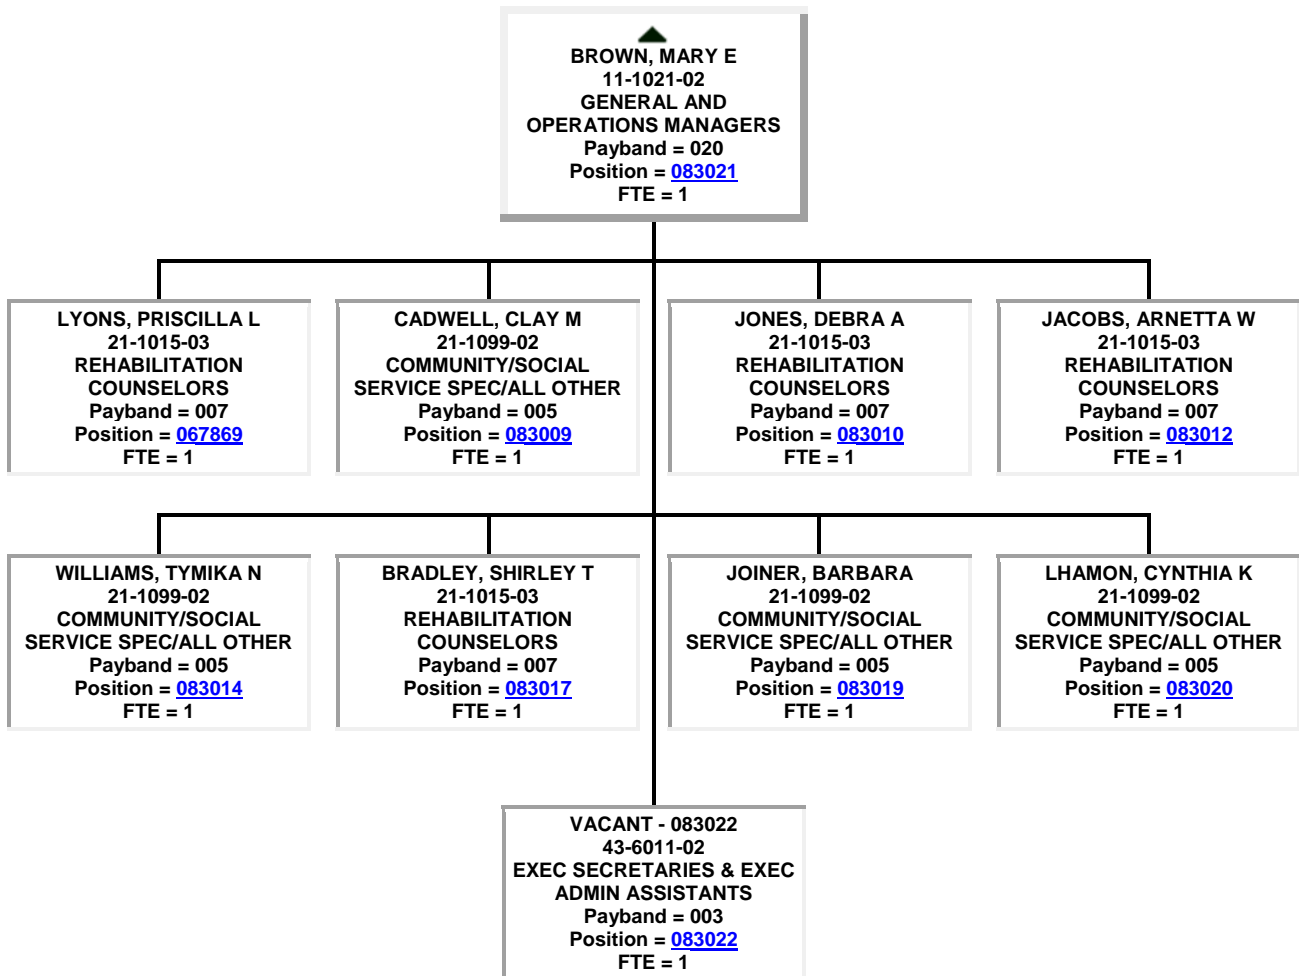 BROWN, MARY E
11-1021-02
GENERAL AND
OPERATIONS MANAGERS
Payband = 020
Position = 083021
FTE = 1
LYONS, PRISCILLA L
21-1015-03
REHABILITATION
COUNSELORS
Payband = 007
Position = 067869
FTE = 1
CADWELL, CLAY M
21-1099-02
COMMUNITY/SOCIAL
SERVICE SPEC/ALL OTHER
Payband = 005
Position = 083009
FTE = 1
JONES, DEBRA A
21-1015-03
REHABILITATION
COUNSELORS
Payband = 007
Position = 083010
FTE = 1
JACOBS, ARNETTA W
21-1015-03
REHABILITATION
COUNSELORS
Payband = 007
Position = 083012
FTE = 1
WILLIAMS, TYMIKA N
21-1099-02
COMMUNITY/SOCIAL
SERVICE SPEC/ALL OTHER
Payband = 005
Position = 083014
FTE = 1
BRADLEY, SHIRLEY T
21-1015-03
REHABILITATION
COUNSELORS
Payband = 007
Position = 083017
FTE = 1
JOINER, BARBARA
21-1099-02
COMMUNITY/SOCIAL
SERVICE SPEC/ALL OTHER
Payband = 005
Position = 083019
FTE = 1
LHAMON, CYNTHIA K
21-1099-02
COMMUNITY/SOCIAL
SERVICE SPEC/ALL OTHER
Payband = 005
Position = 083020
FTE = 1
VACANT - 083022
43-6011-02
EXEC SECRETARIES & EXEC
ADMIN ASSISTANTS
Payband = 003
Position = 083022
FTE = 1